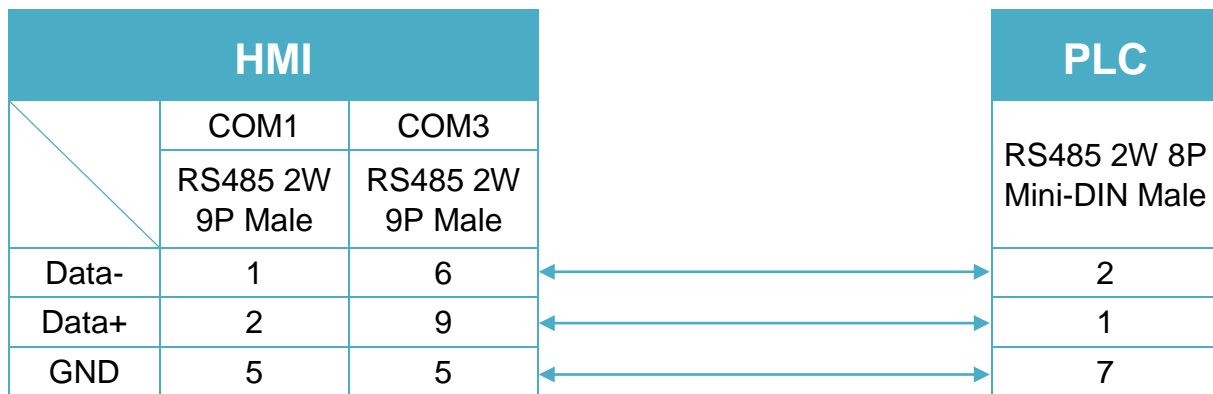 HMI
PLC
COM1 COM3
RS485 2W
9P Male
RS485 2W
9P Male
RS485 2W 8P
Mini-DIN Male
Data- 1 6 2
Data+ 2 9 1
GND 5 5 7